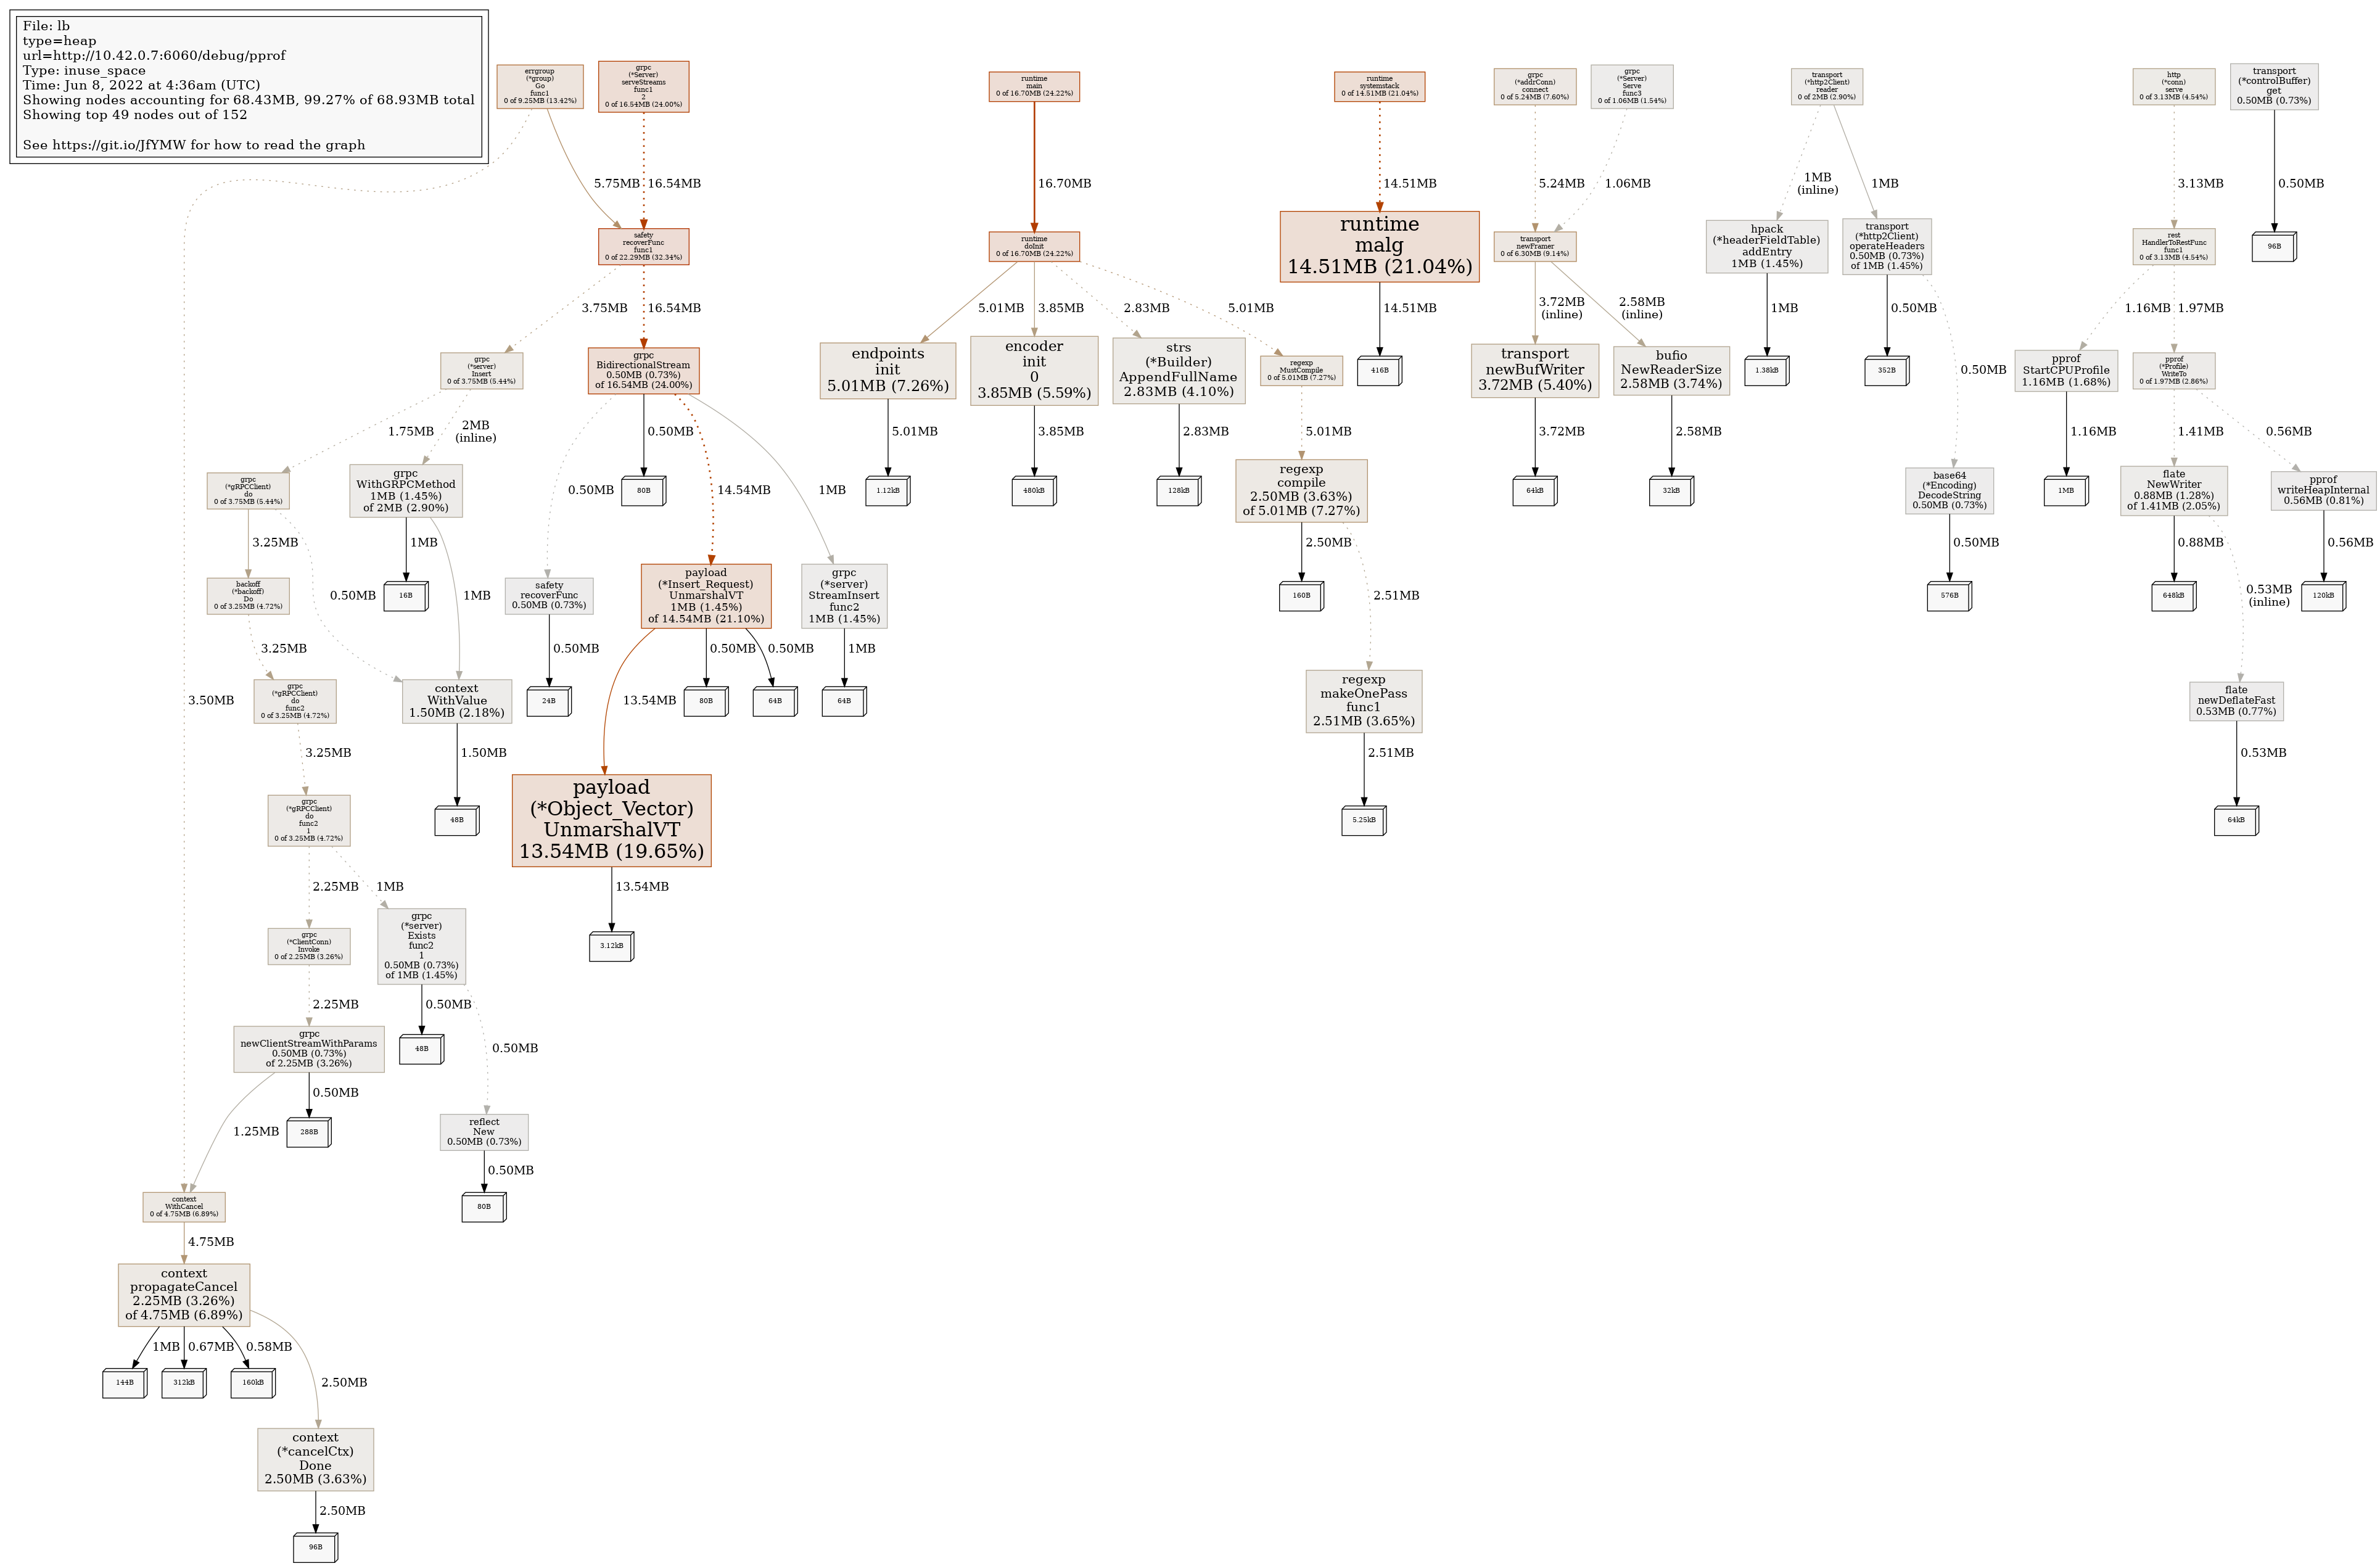 File: lb
type=heap
url=http://10.42.0.7:6060/debug/pprof
Type: inuse_space
Time: Jun 8, 2022 at 4:36am (UTC)
Showing nodes accounting for 68.43MB, 99.27% of 68.93MB total
Showing top 49 nodes out of 152
See https://git.io/JfYMW for how to read the graph
errgroup
(*group)
Go
func1
0 of 9.25MB (13.42%)
grpc
(*Server)
serveStreams
func1
2
0 of 16.54MB (24.00%)
runtime
main
0 of 16.70MB (24.22%)
runtime
systemstack
0 of 14.51MB (21.04%)
grpc
(*addrConn)
connect
0 of 5.24MB (7.60%)
grpc
(*Server)
Serve
func3
0 of 1.06MB (1.54%)
transport
(*http2Client)
reader
0 of 2MB (2.90%)
http
(*conn)
serve
0 of 3.13MB (4.54%)
transport
(*controlBuffer)
get
0.50MB (0.73%)
5.75MB
16.54MB
16.70MB
14.51MB
5.24MB
1.06MB
1MB
(inline)
1MB
3.13MB
0.50MB
safety
recoverFunc
func1
0 of 22.29MB (32.34%)
runtime
doInit
0 of 16.70MB (24.22%)
runtime
malg
14.51MB (21.04%)
transport
newFramer
0 of 6.30MB (9.14%)
hpack
(*headerFieldTable)
addEntry
1MB (1.45%)
transport
(*http2Client)
operateHeaders
0.50MB (0.73%)
of 1MB (1.45%)
rest
HandlerToRestFunc
func1
0 of 3.13MB (4.54%)
96B
3.75MB
16.54MB
5.01MB
3.85MB
2.83MB
5.01MB
14.51MB
3.72MB
(inline)
2.58MB
(inline)
1MB
0.50MB
1.16MB
1.97MB
grpc
(*server)
Insert
0 of 3.75MB (5.44%)
grpc
BidirectionalStream
0.50MB (0.73%)
of 16.54MB (24.00%)
endpoints
init
5.01MB (7.26%)
encoder
init
0
3.85MB (5.59%)
strs
(*Builder)
AppendFullName
2.83MB (4.10%)
regexp
MustCompile
0 of 5.01MB (7.27%)
416B
transport
newBufWriter
3.72MB (5.40%)
bufio
NewReaderSize
2.58MB (3.74%)
1.38kB
352B
0.50MB
pprof
StartCPUProfile
1.16MB (1.68%)
pprof
(*Profile)
WriteTo
0 of 1.97MB (2.86%)
1.75MB
2MB
(inline)
0.50MB
0.50MB
14.54MB
1MB
5.01MB
3.85MB
2.83MB
5.01MB
3.72MB
2.58MB
1.16MB
1.41MB
0.56MB
grpc
(*gRPCClient)
do
0 of 3.75MB (5.44%)
grpc
WithGRPCMethod
1MB (1.45%)
of 2MB (2.90%)
80B
1.12kB
480kB
128kB
regexp
compile
2.50MB (3.63%)
of 5.01MB (7.27%)
64kB
32kB
base64
(*Encoding)
DecodeString
0.50MB (0.73%)
1MB
flate
NewWriter
0.88MB (1.28%)
of 1.41MB (2.05%)
pprof
writeHeapInternal
0.56MB (0.81%)
3.25MB
0.50MB
1MB
1MB
2.50MB
2.51MB
0.50MB
0.88MB
0.53MB
(inline)
0.56MB
backoff
(*backoff)
Do
0 of 3.25MB (4.72%)
16B
safety
recoverFunc
0.50MB (0.73%)
payload
(*Insert_Request)
UnmarshalVT
1MB (1.45%)
of 14.54MB (21.10%)
grpc
(*server)
StreamInsert
func2
1MB (1.45%)
160B
576B
648kB
120kB
3.25MB
0.50MB
13.54MB
0.50MB
0.50MB
1MB
3.50MB
grpc
(*gRPCClient)
do
func2
0 of 3.25MB (4.72%)
context
WithValue
1.50MB (2.18%)
24B
80B
64B
64B
regexp
makeOnePass
func1
2.51MB (3.65%)
flate
newDeflateFast
0.53MB (0.77%)
3.25MB
1.50MB
2.51MB
0.53MB
grpc
(*gRPCClient)
do
func2
1
0 of 3.25MB (4.72%)
48B
payload
(*Object_Vector)
UnmarshalVT
13.54MB (19.65%)
5.25kB
64kB
2.25MB
1MB
13.54MB
grpc
(*ClientConn)
Invoke
0 of 2.25MB (3.26%)
grpc
(*server)
Exists
func2
1
0.50MB (0.73%)
of 1MB (1.45%)
3.12kB
2.25MB
0.50MB
0.50MB
grpc
newClientStreamWithParams
0.50MB (0.73%)
of 2.25MB (3.26%)
48B
1.25MB
0.50MB
288B
reflect
New
0.50MB (0.73%)
0.50MB
context
WithCancel
0 of 4.75MB (6.89%)
80B
4.75MB
context
propagateCancel
2.25MB (3.26%)
of 4.75MB (6.89%)
1MB
0.67MB
0.58MB
2.50MB
144B
312kB
160kB
context
(*cancelCtx)
Done
2.50MB (3.63%)
2.50MB
96B